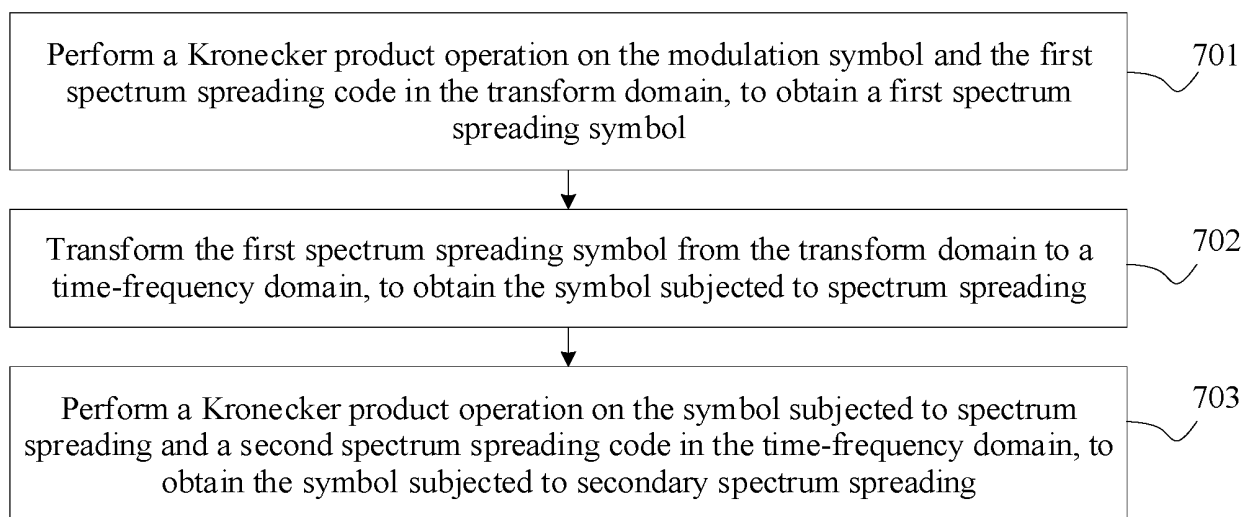 Perform a Kronecker product operation on the modulation symbol and the first
spectrum spreading code in the transform domain, to obtain a first spectrum
spreading symbol
701
Transform the first spectrum spreading symbol from the transform domain to a
time-frequency domain, to obtain the symbol subjected to spectrum spreading
702
Perform a Kronecker product operation on the symbol subjected to spectrum
spreading and a second spectrum spreading code in the time-frequency domain, to
obtain the symbol subjected to secondary spectrum spreading
703